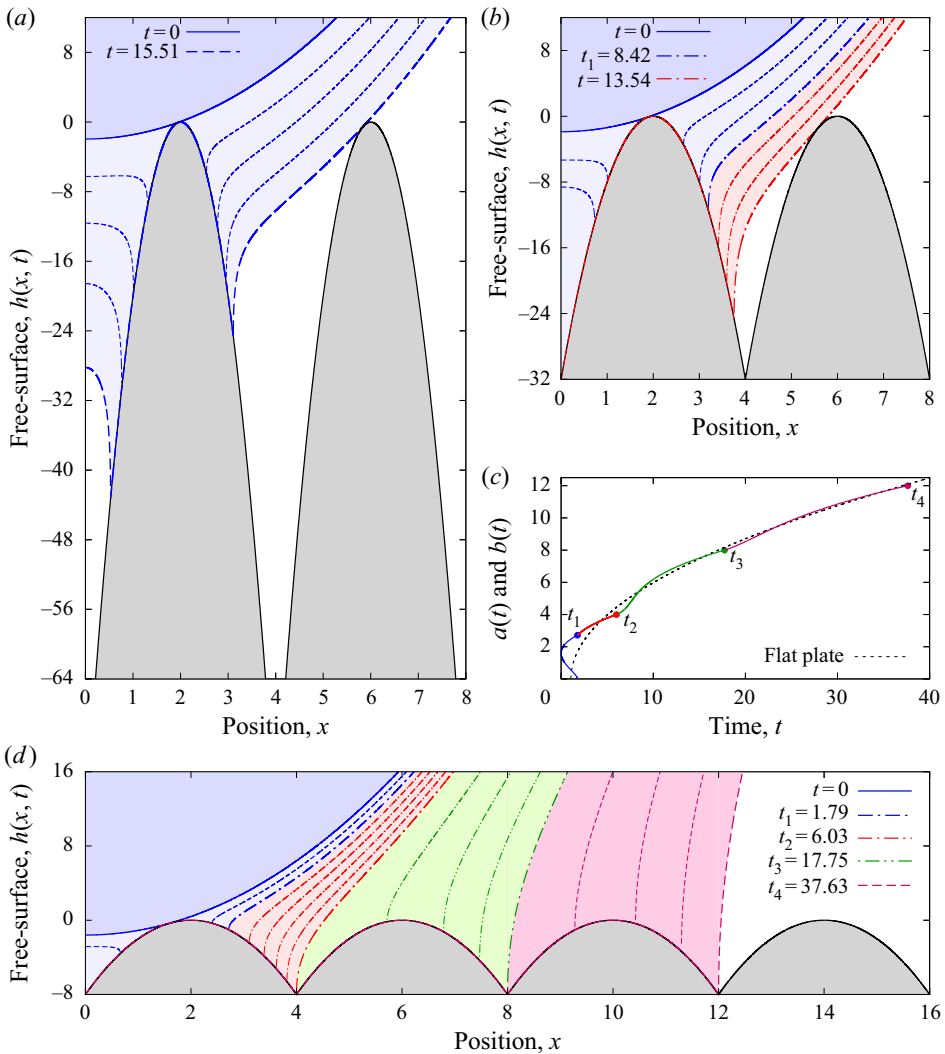 (a)
t=0
t=15.51
12
0
–8
–16
–24
–32
–40
–48
–56
–64
0 1 2 3 4 5 6 7 8
Free-surface, h(x, t)
Position, x
(b)
t=0
t1=8.42
t=13.54
8
0
–8
–16
–24
–32
0 1 2 3 4 5 6 7 8
Free-surface, h(x, t)
Position, x
(c)
12
10
8
6
4
2
0 10 20 30 40
t1
t2
t3
t4
Flat plate
a(t) and b(t)
Time, t
(d)
16
8
0
–8
0 2 4 6 8 10 12 14 16
t=0
t1=1.79
t2=6.03
t3=17.75
t4=37.63
Free-surface, h(x, t)
Position, x